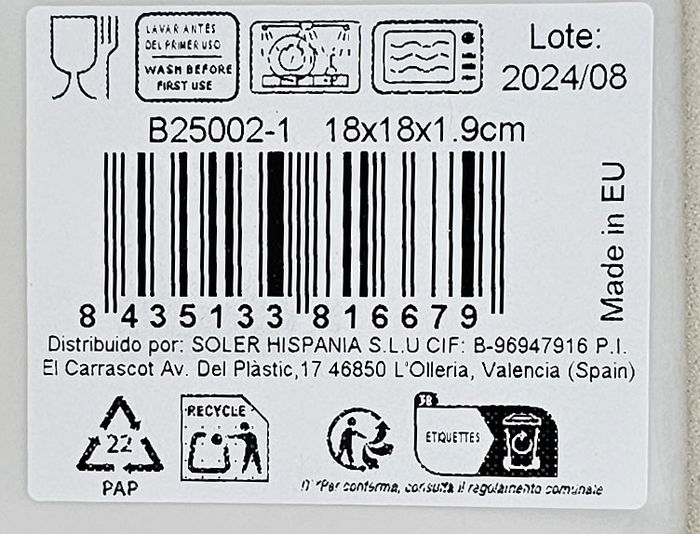 LAVAR ANTES
DEL PRIMER USO
WASH BEFORE
FIRST USE
Lote:
2024/08
B25002-1 18x18x1.9cm
Made in EU
8 435133 816679
Distribuido por: SOLER HISPANIA S.L.U CIF: B-96947916 P.I.
El Carrascot Av. Del Plàstic,17 46850 L'Olleria, Valencia (Spain)
22
PAP
RECYCLE
ETIQUETTES
*Per conferma, consulta il regolamento comunale